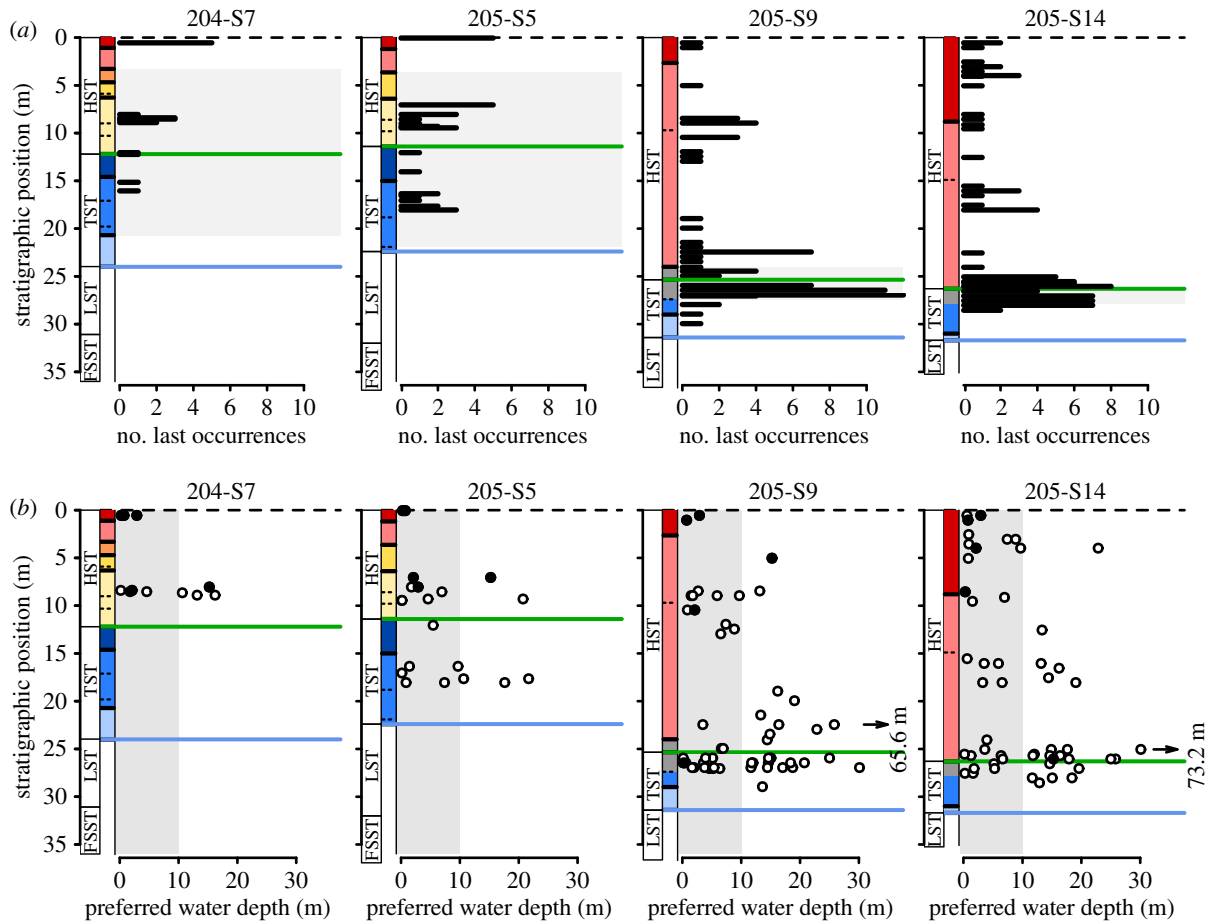 (a)
204-S7 205-S5 205-S9 205-S14
stratigraphic position (m)
0
5
10
15
20
25
30
35
HST TST LST FSST
HST TST LST FSST
HST TST LST
HST TST LST
0 2 4 6 8 10 0 2 4 6 8 10 0 2 4 6 8 10 0 2 4 6 8 10
no. last occurrences no. last occurrences no. last occurrences no. last occurrences
(b)
204-S7 205-S5 205-S9 205-S14
stratigraphic position (m)
0
5
10
15
20
25
30
35
HST TST LST FSST
HST TST LST FSST
HST TST LST
65.6 m
HST TST LST
73.2 m
0 10 20 30 0 10 20 30 0 10 20 30 0 10 20 30
preferred water depth (m) preferred water depth (m) preferred water depth (m) preferred water depth (m)